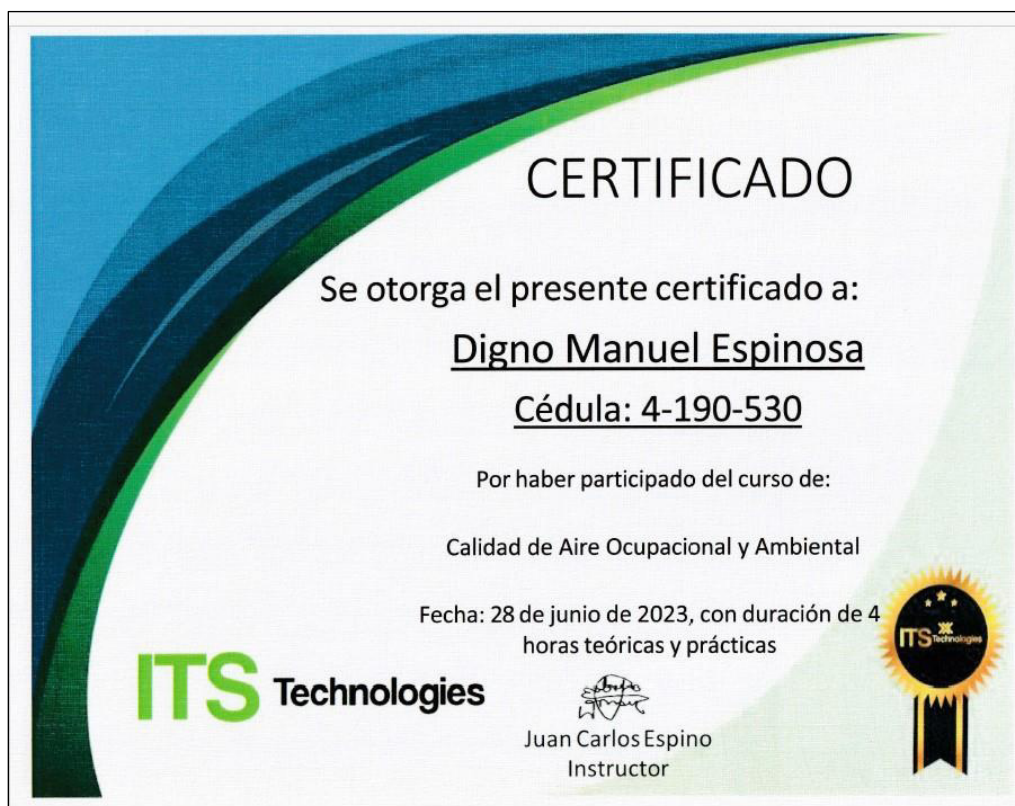 CERTIFICADO
Se otorga el presente certificado a:
Digno Manuel Espinosa
Cédula: 4-190-530
Por haber participado del curso de:
Calidad de Aire Ocupacional y Ambiental
Fecha: 28 de junio de 2023, con duración de 4
horas teóricas y prácticas
ITS Technologies
ITS Technologies
Juan Carlos Espino
Instructor